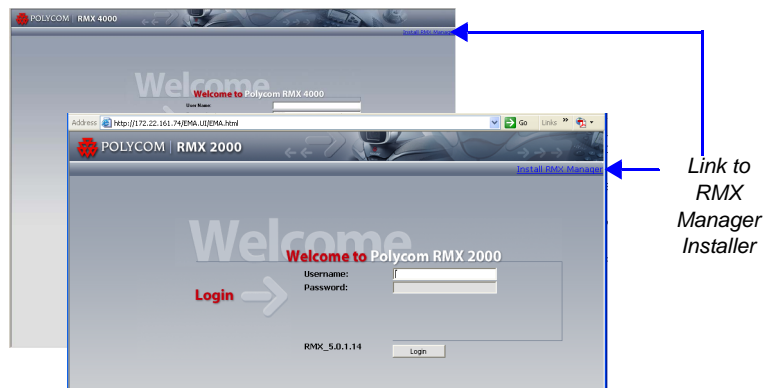 POLYCOM | RMX 4000
Install RMX Manager
Welcome
Welcome to Polycom RMX 4000
User Name:
Address http://172.22.161.74/EMA.UI/EMA.html Go Links »
POLYCOM | RMX 2000
Install RMX Manager
Welcome
Welcome to Polycom RMX 2000
Username:
Login
Password:
RMX_5.0.1.14
Login
Link to
RMX
Manager
Installer